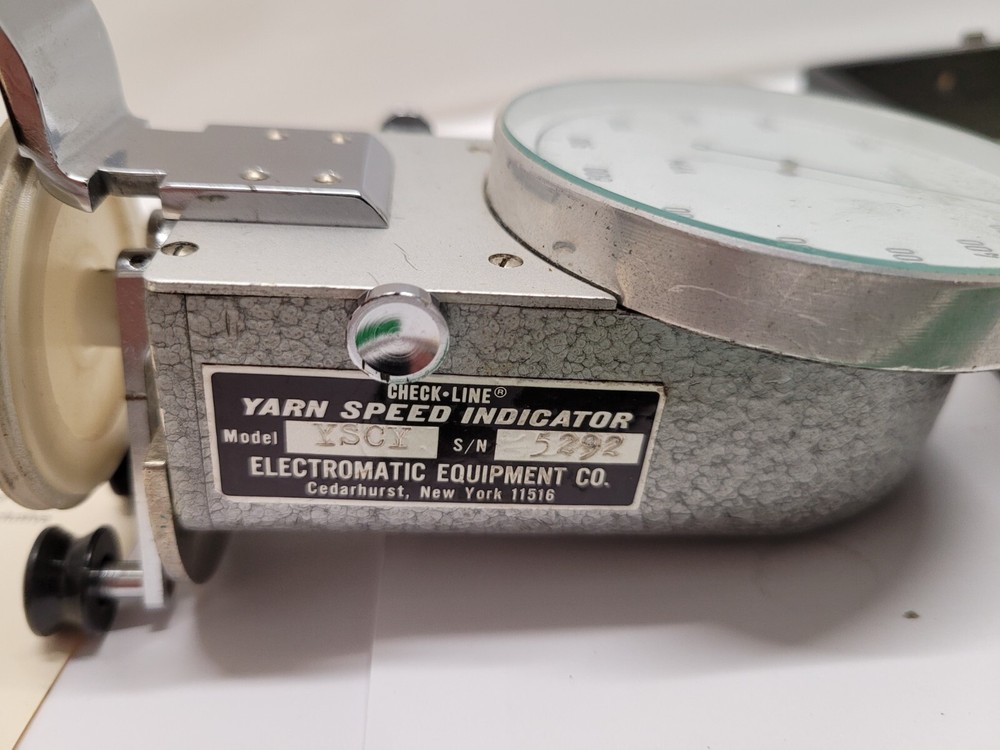 CHECK•LINE®
YARN SPEED INDICATOR
Model YSCY S/N 5292
ELECTROMATIC EQUIPMENT CO.
Cedarhurst, New York 11516